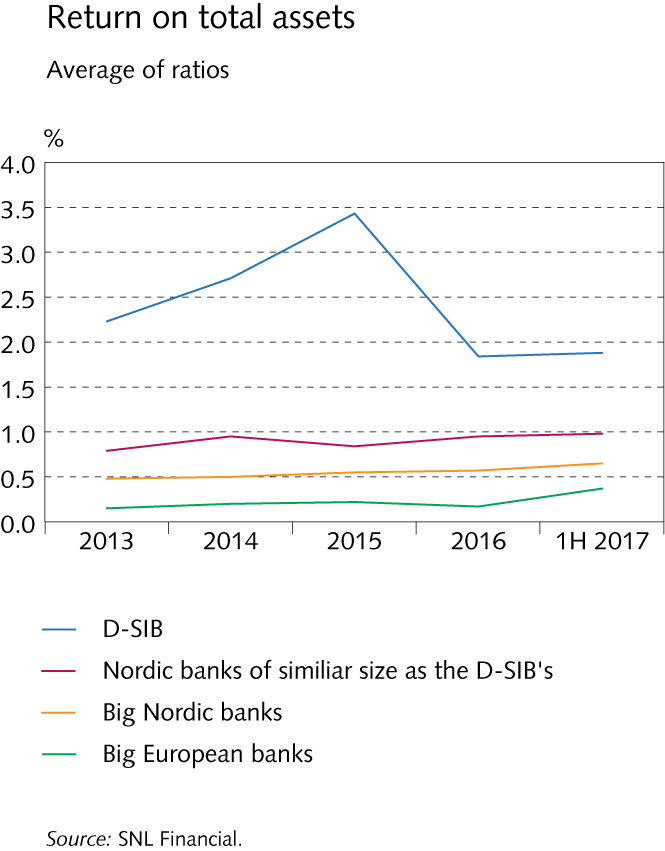 Return on total assets
Average of ratios
%
4.0
3.5
3.0
2.5
2.0
1.5
1.0
0.5
0.0
2013 2014 2015 2016 1H 2017
D-SIB
Nordic banks of similiar size as the D-SIB's
Big Nordic banks
Big European banks
Source: SNL Financial.